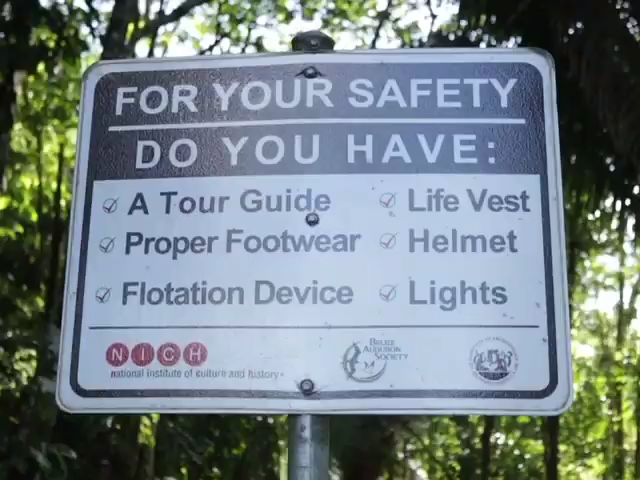 FOR YOUR SAFETY
DO YOU HAVE:
A Tour Guide
Life Vest
Proper Footwear
Helmet
Flotation Device
Lights
NICH
national institute of culture and history
BELIZE
AUDUBON
SOCIETY